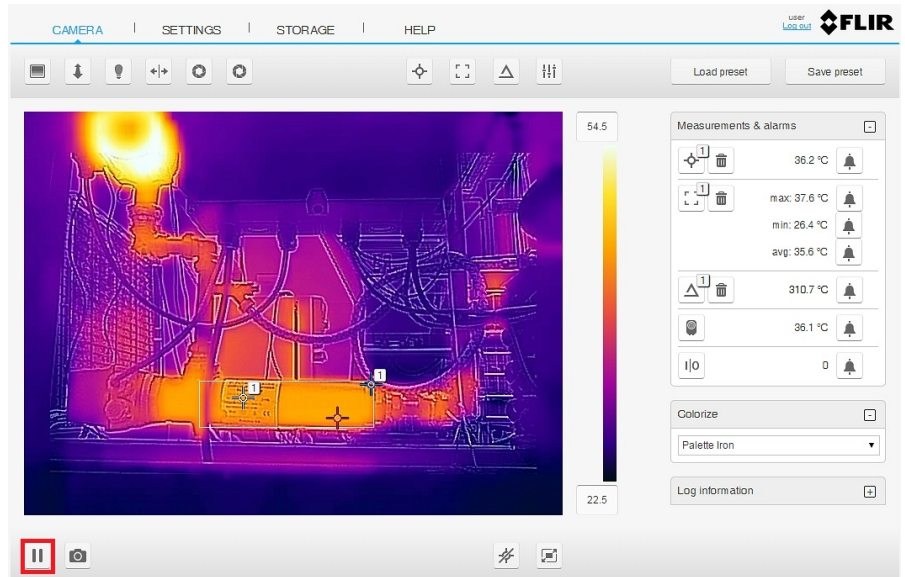 CAMERA
SETTINGS
STORAGE
HELP
user
Log out
FLIR
Load preset
Save preset
54.5
Measurements & alarms
1
36.2 °C
1
max: 37.6 °C
min: 26.4 °C
avg: 35.6 °C
1
310.7 °C
36.1 °C
I|O
0
1
1
Colorize
Palette Iron
Log information
22.5